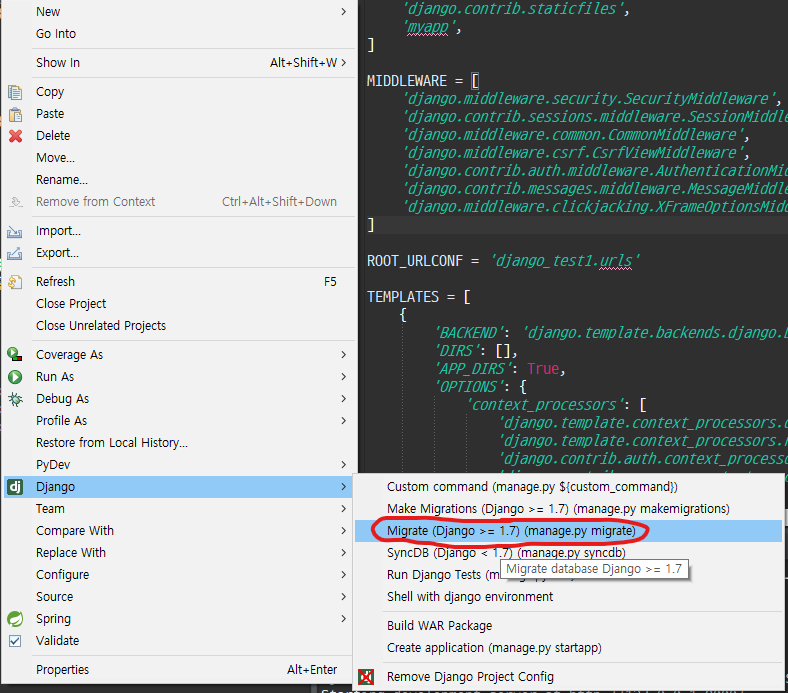 New
Go Into
Show In Alt+Shift+W
Copy
Paste
Delete
Move...
Rename...
Remove from Context Ctrl+Alt+Shift+Down
Import...
Export...
Refresh F5
Close Project
Close Unrelated Projects
Coverage As
Run As
Debug As
Profile As
Restore from Local History...
PyDev
dj Django
Team
Compare With
Replace With
Configure
Source
Spring
Validate
Properties Alt+Enter
'django.contrib.staticfiles',
'myapp',
]
MIDDLEWARE = [
'django.middleware.security.SecurityMiddleware',
'django.contrib.sessions.middleware.SessionMiddle
'django.middleware.common.CommonMiddleware',
'django.middleware.csrf.CsrfViewMiddleware',
'django.contrib.auth.middleware.AuthenticationMid
'django.contrib.messages.middleware.MessageMiddle
'django.middleware.clickjacking.XFrameOptionsMidd
]
ROOT_URLCONF = 'django_test1.urls'
TEMPLATES = [
{
'BACKEND': 'django.template.backends.django.
'DIRS': [],
'APP_DIRS': True,
'OPTIONS': {
'context_processors': [
'django.template.context_processors.
'django.template.context_processors.
'django.contrib.auth.context_process
Custom command (manage.py ${custom_command})
Make Migrations (Django >= 1.7) (manage.py makemigrations)
Migrate (Django >= 1.7) (manage.py migrate)
SyncDB (Django < 1.7) (manage.py syncdb)
Migrate database Django >= 1.7
Run Django Tests
Shell with django environment
Build WAR Package
Create application (manage.py startapp)
Remove Django Project Config